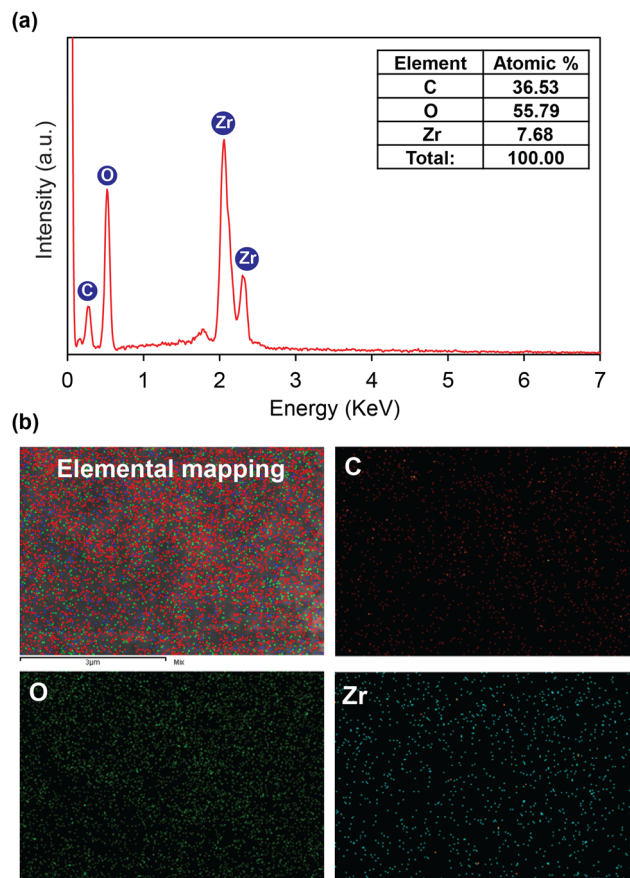 (a)
Intensity (a.u.)
C
O
Zr
Zr
Element Atomic %
C 36.53
O 55.79
Zr 7.68
Total: 100.00
0 1 2 3 4 5 6 7
Energy (KeV)
(b)
Elemental mapping
C
3μm Mix
O
Zr